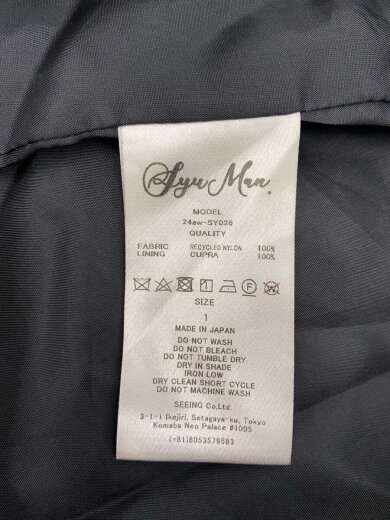 Syu Man.
MODEL
24aw-SY026
QUALITY
FABRIC RECYCLED NYLON 100%
LINING CUPRA 100%
SIZE
1
MADE IN JAPAN
DO NOT WASH
DO NOT BLEACH
DO NOT TUMBLE DRY
DRY IN SHADE
IRON LOW
DRY CLEAN SHORT CYCLE
DO NOT MACHINE WASH
SEEING Co,Ltd.
3-1-1 Ikejiri, Setagaya-ku, Tokyo
Komaba Neo Palace #1005
(+81)8053579583